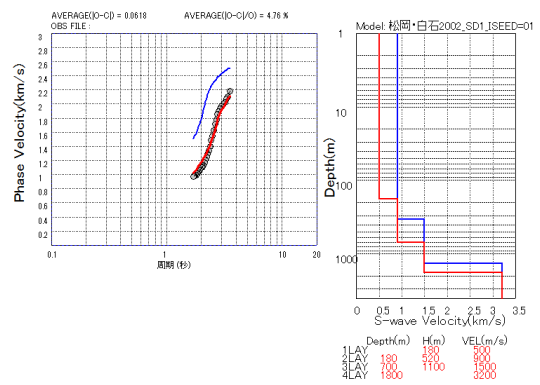 AVERAGE(|O-C|) = 0.0618 AVERAGE(|O-C|/O) = 4.76 %
OBS FILE :
Model: 松岡・白石2002_SD1_ISEED=01
3
2.8
2.6
2.4
2.2
2
1.8
1.6
1.4
1.2
1
0.8
0.6
0.4
0.2
Phase Velocity(km/s)
0.1 1 10 20
周期(秒)
1
10
100
1000
Depth(m)
0 0.5 1 1.5 2 2.5 3 3.5
S-wave Velocity(km/s)
Depth(m) H(m) VEL(m/s)
1LAY 180 500
2LAY 180 520 900
3LAY 700 1100 1500
4LAY 1800 3200